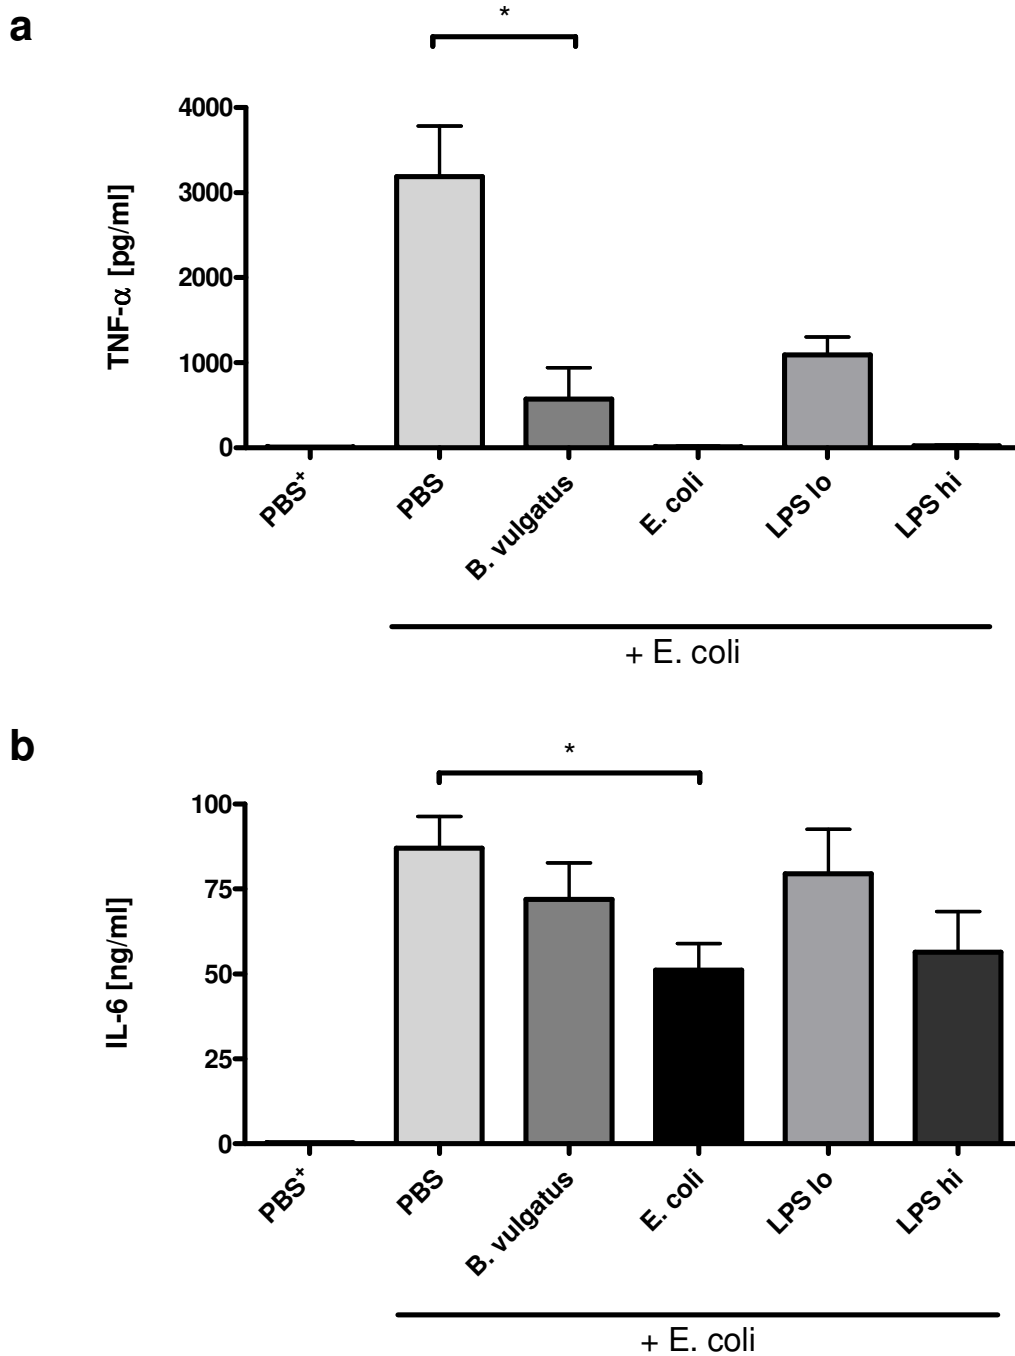 a
*
4000
3000
2000
1000
0
TNF-α [pg/ml]
PBS⁺
PBS
B. vulgatus
E. coli
LPS lo
LPS hi
+ E. coli
b
*
100
75
50
25
0
IL-6 [ng/ml]
PBS⁺
PBS
B. vulgatus
E. coli
LPS lo
LPS hi
+ E. coli